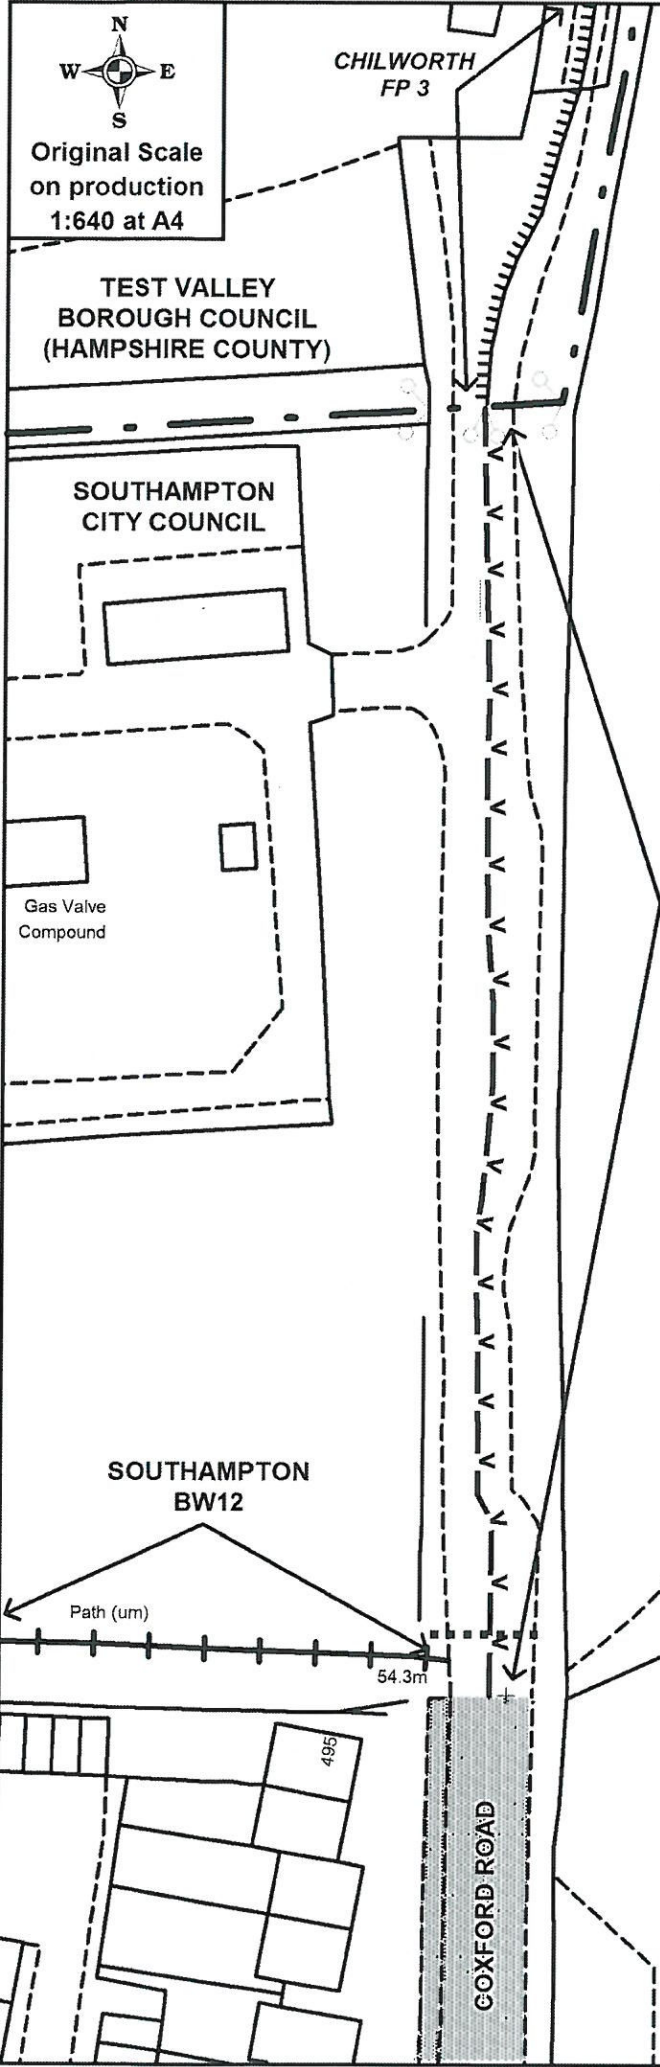 N
W E
S
Original Scale
on production
1:640 at A4
CHILWORTH
FP 3
TEST VALLEY
BOROUGH COUNCIL
(HAMPSHIRE COUNTY)
SOUTHAMPTON
CITY COUNCIL
Gas Valve
Compound
SOUTHAMPTON
BW12
Path (um)
54.3m
495
COXFORD ROAD